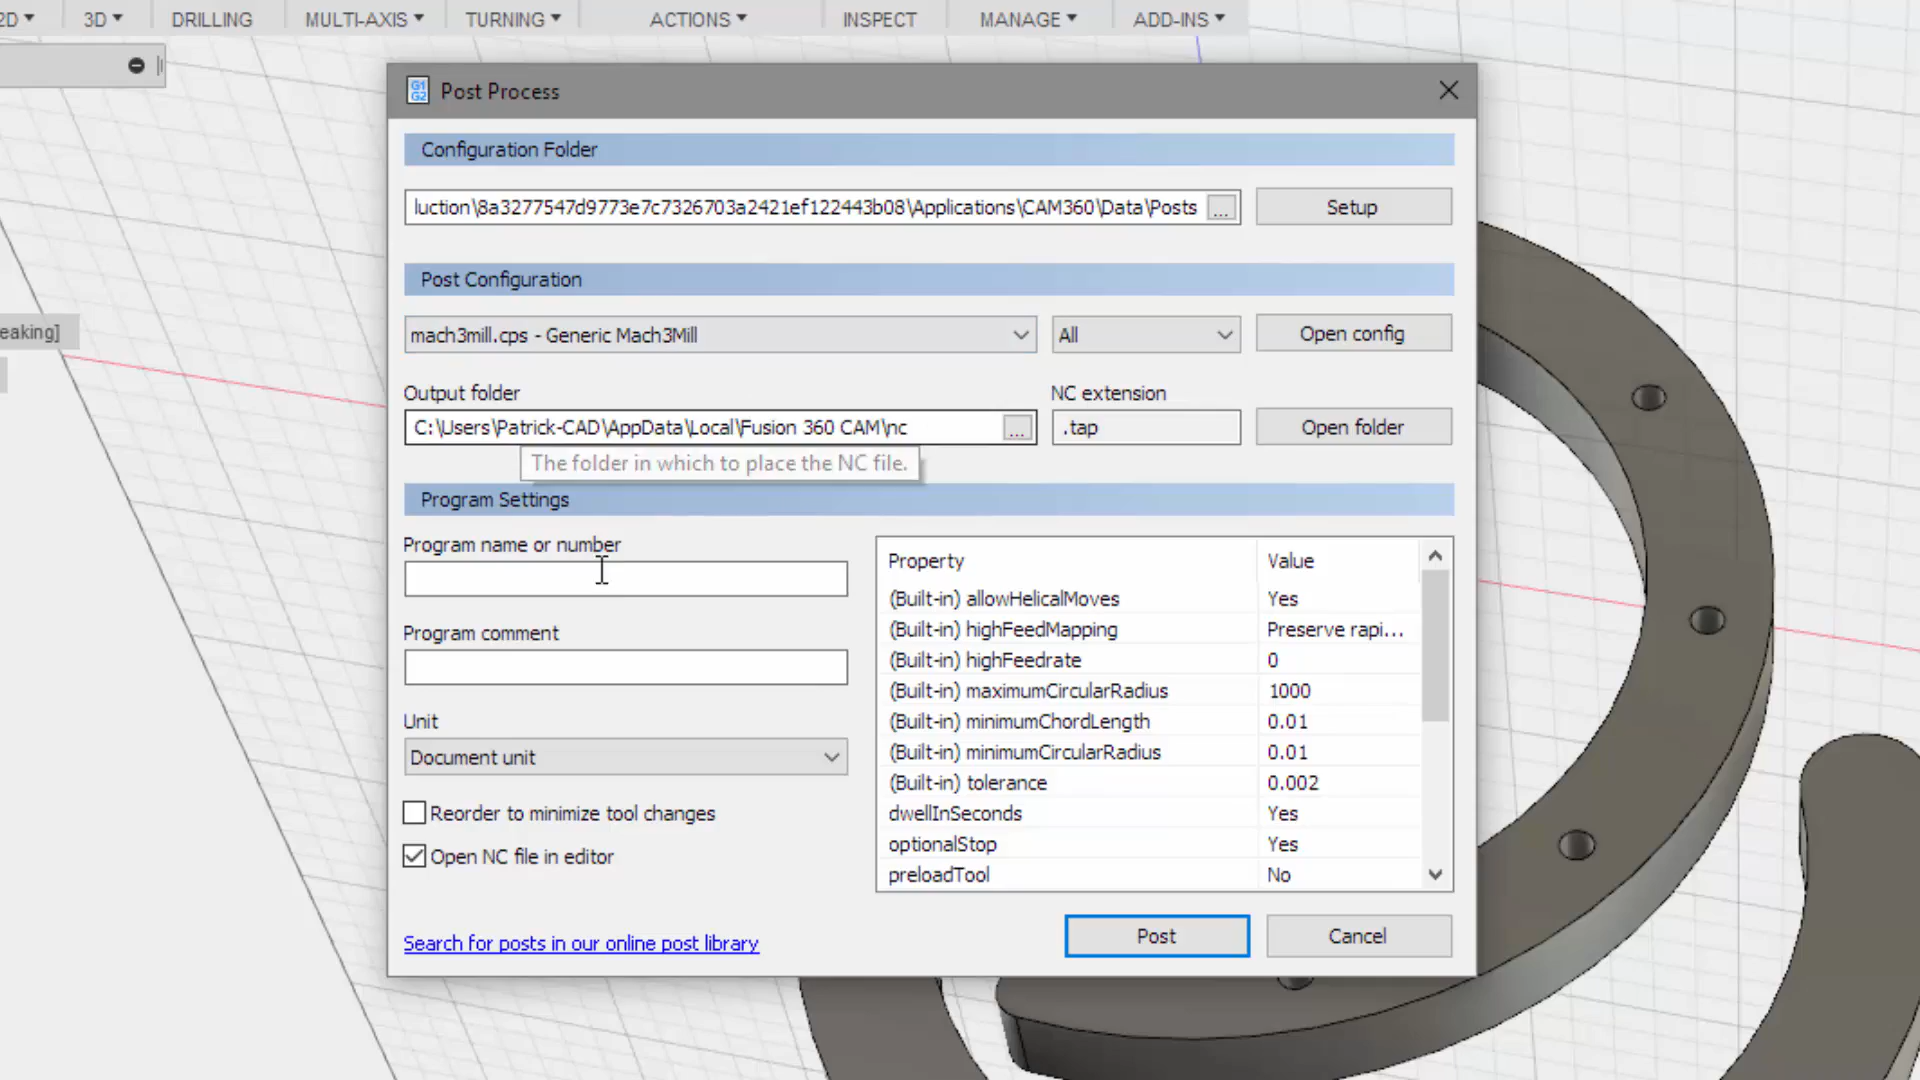 2D 3D DRILLING MULTI-AXIS TURNING ACTIONS INSPECT MANAGE ADD-INS
Post Process
Configuration Folder
luction\8a3277547d9773e7c7326703a2421ef122443b08\Applications\CAM360\Data\Posts ... Setup
Post Configuration
eaking]
mach3mill.cps - Generic Mach3Mill All Open config
Output folder NC extension
C:\Users\Patrick-CAD\AppData\Local\Fusion 360 CAM\nc ... .tap Open folder
The folder in which to place the NC file.
Program Settings
Program name or number
Program comment
Unit
Document unit
Reorder to minimize tool changes
Open NC file in editor
Property Value
(Built-in) allowHelicalMoves Yes
(Built-in) highFeedMapping Preserve rapi...
(Built-in) highFeedrate 0
(Built-in) maximumCircularRadius 1000
(Built-in) minimumChordLength 0.01
(Built-in) minimumCircularRadius 0.01
(Built-in) tolerance 0.002
dwellInSeconds Yes
optionalStop Yes
preloadTool No
Search for posts in our online post library Post Cancel